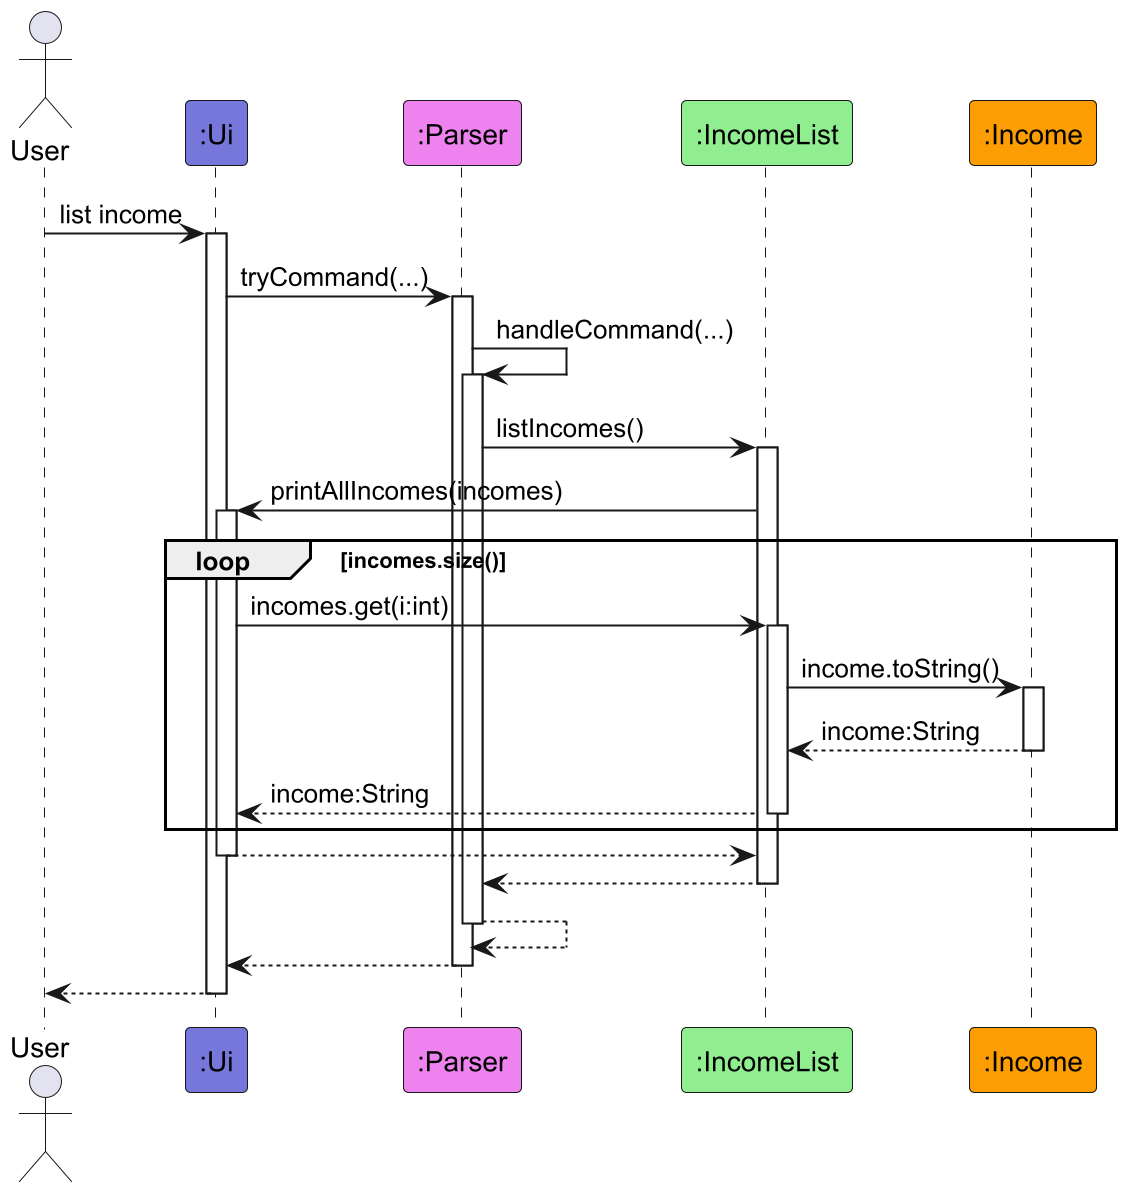 User
:Ui
:Parser
:IncomeList
:Income
list income
tryCommand(...)
handleCommand(...)
listIncomes()
printAllIncomes(incomes)
loop
[incomes.size()]
incomes.get(i:int)
income.toString()
income:String
income:String
User
:Ui
:Parser
:IncomeList
:Income